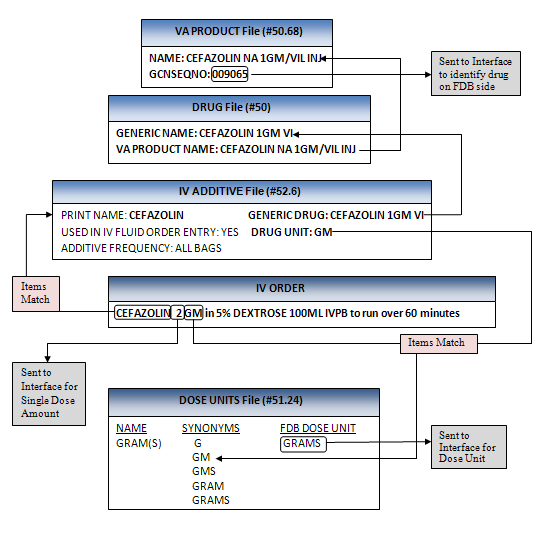 VA PRODUCT File (#50.68)
NAME: CEFAZOLIN NA 1GM/VIL INJ
GCNSEQNO: 009065
Sent to Interface
to identify drug
on FDB side
DRUG File (#50)
GENERIC NAME: CEFAZOLIN 1GM VI
VA PRODUCT NAME: CEFAZOLIN NA 1GM/VIL INJ
IV ADDITIVE File (#52.6)
PRINT NAME: CEFAZOLIN GENERIC DRUG: CEFAZOLIN 1GM VI
USED IN IV FLUID ORDER ENTRY: YES DRUG UNIT: GM
ADDITIVE FREQUENCY: ALL BAGS
Items
Match
IV ORDER
CEFAZOLIN 2 GM in 5% DEXTROSE 100ML IVPB to run over 60 minutes
Items Match
Sent to
Interface for
Single Dose
Amount
DOSE UNITS File (#51.24)
NAME SYNONYMS FDB DOSE UNIT
GRAM(S) G GRAMS
GM
GMS
GRAM
GRAMS
Sent to
Interface for
Dose Unit